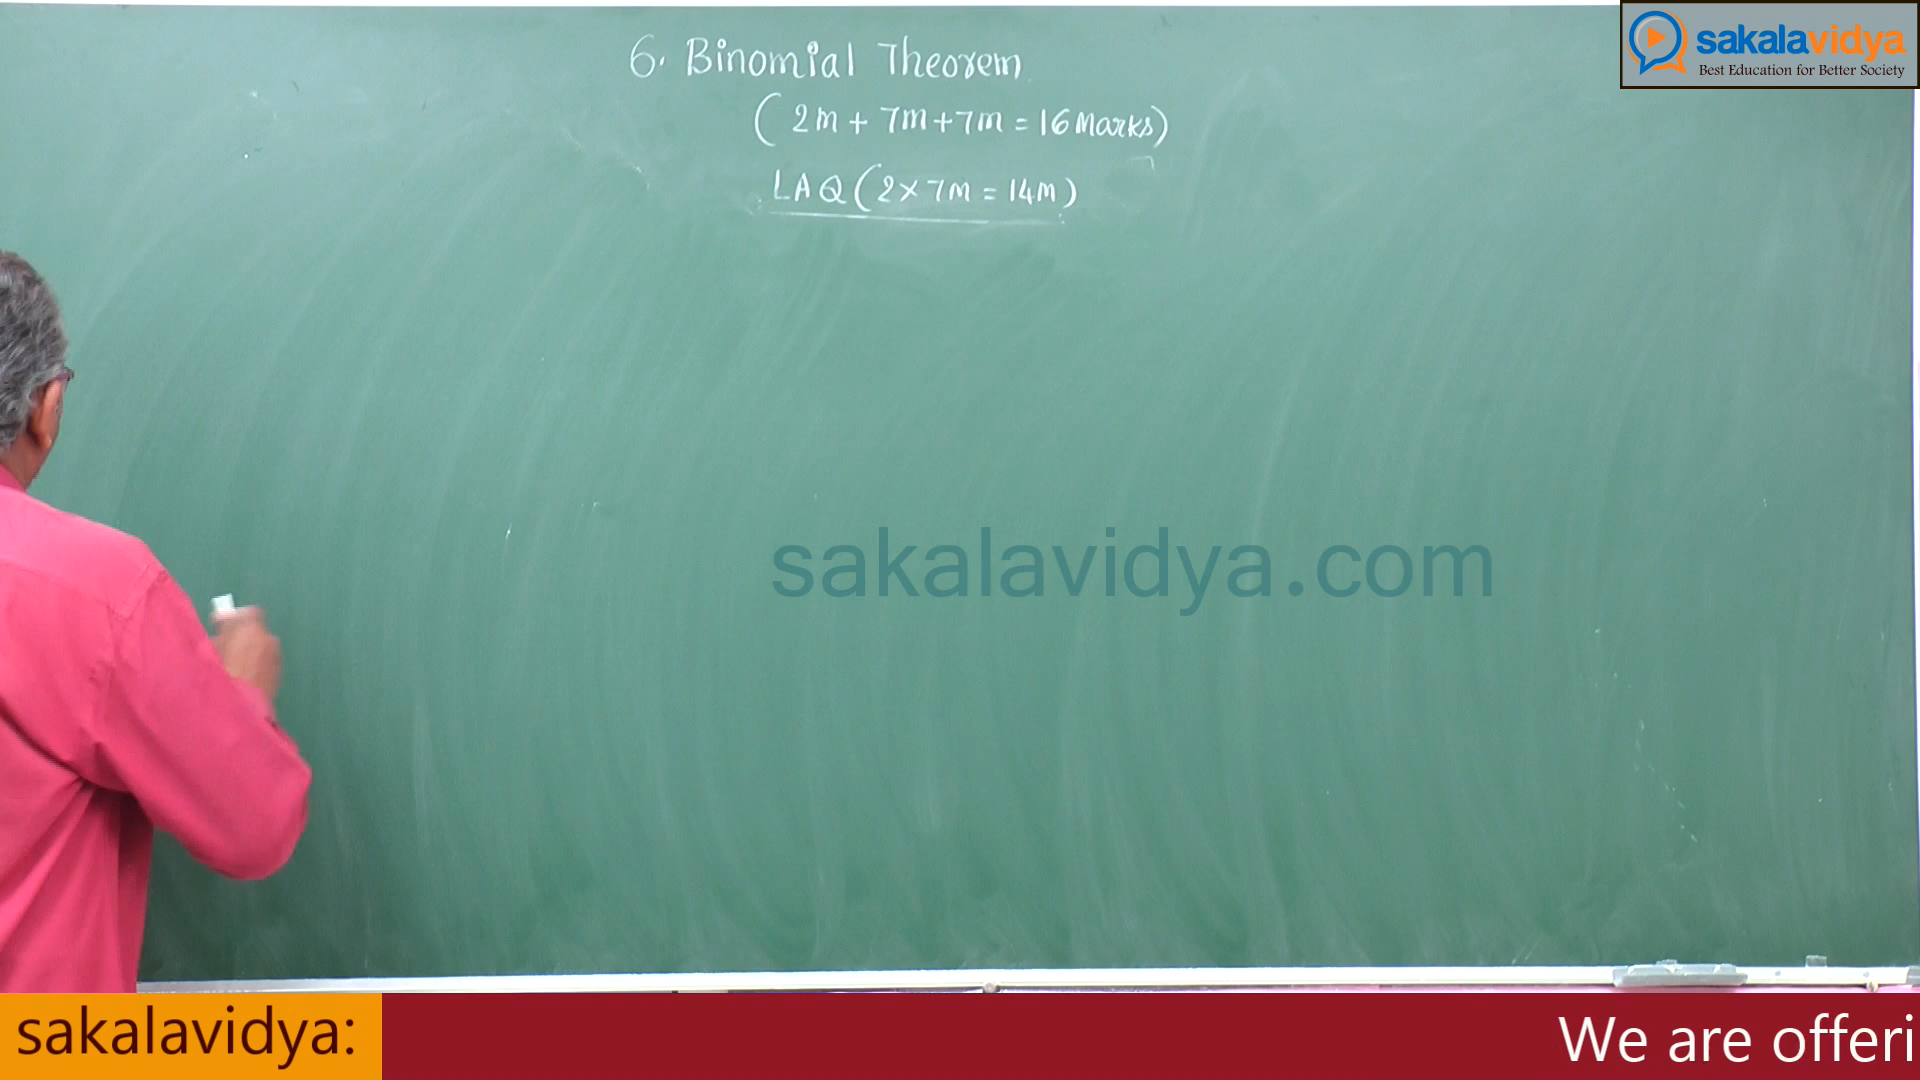 6. Binomial Theorem
(2m + 7m + 7m = 16 Marks)
LAQ (2 × 7m = 14m)
sakalavidya
Best Education for Better Society
sakalavidya.com
sakalavidya:
We are offeri